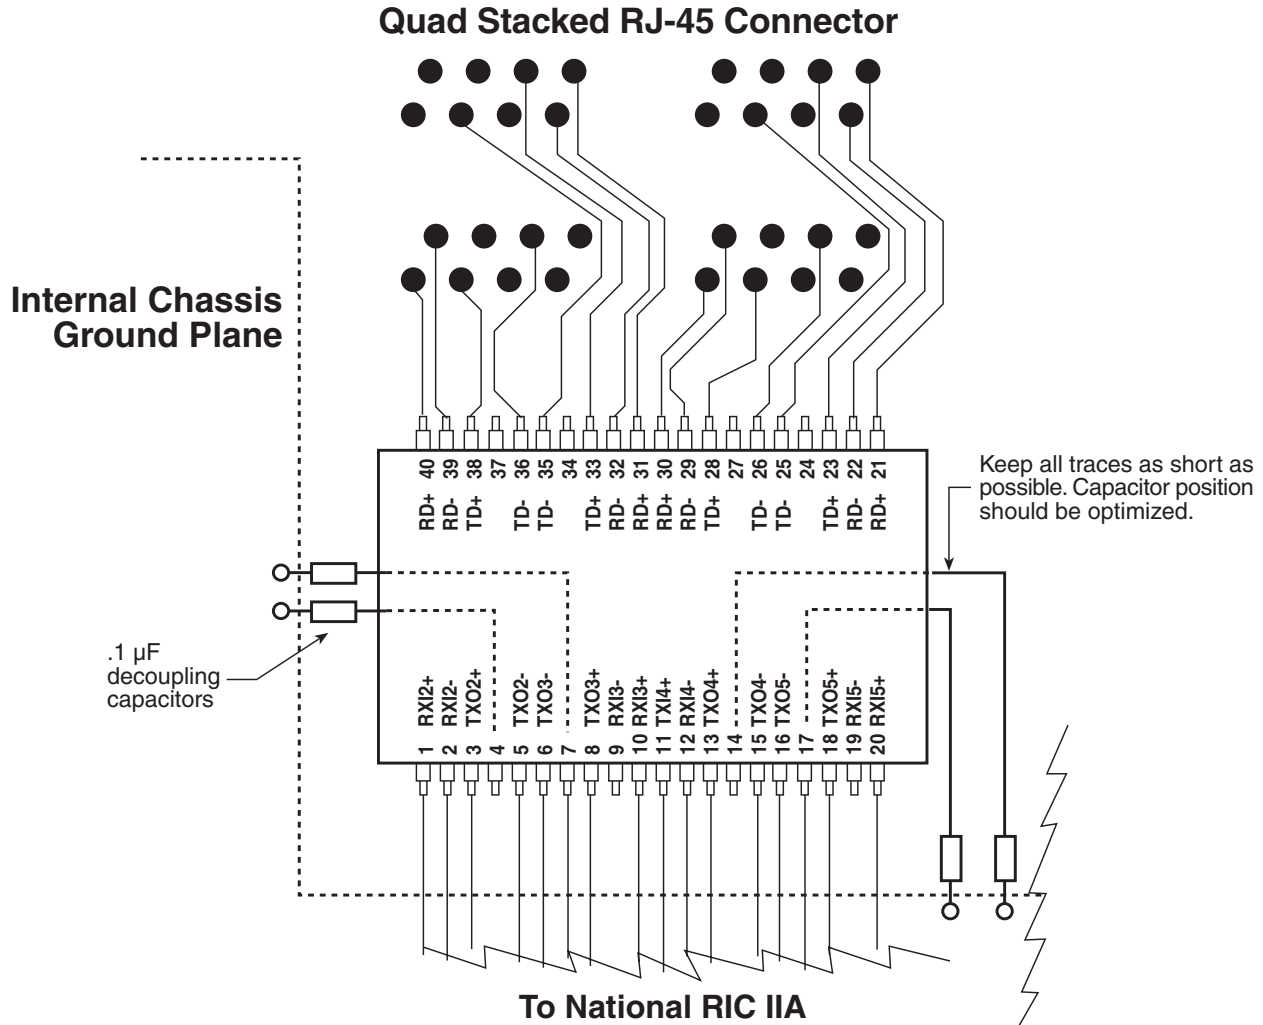 Quad Stacked RJ-45 Connector
Internal Chassis
Ground Plane
40 39 38 37 36 35 34 33 32 31 30 29 28 27 26 25 24 23 22 21
RD+ RD- TD+ TD- TD- TD+ RD- RD+ RD+ RD- TD+ TD- TD- TD+ RD- RD+
Keep all traces as short as
possible. Capacitor position
should be optimized.
.1 µF
decoupling
capacitors
RXI2+ RXI2- TXO2+ TXO2- TXO3- TXO3+ RXI3- RXI3+ TXI4+ RXI4- TXO4+ TXO4- TXO5- TXO5+ RXI5- RXI5+
1 2 3 4 5 6 7 8 9 10 11 12 13 14 15 16 17 18 19 20
To National RIC IIA